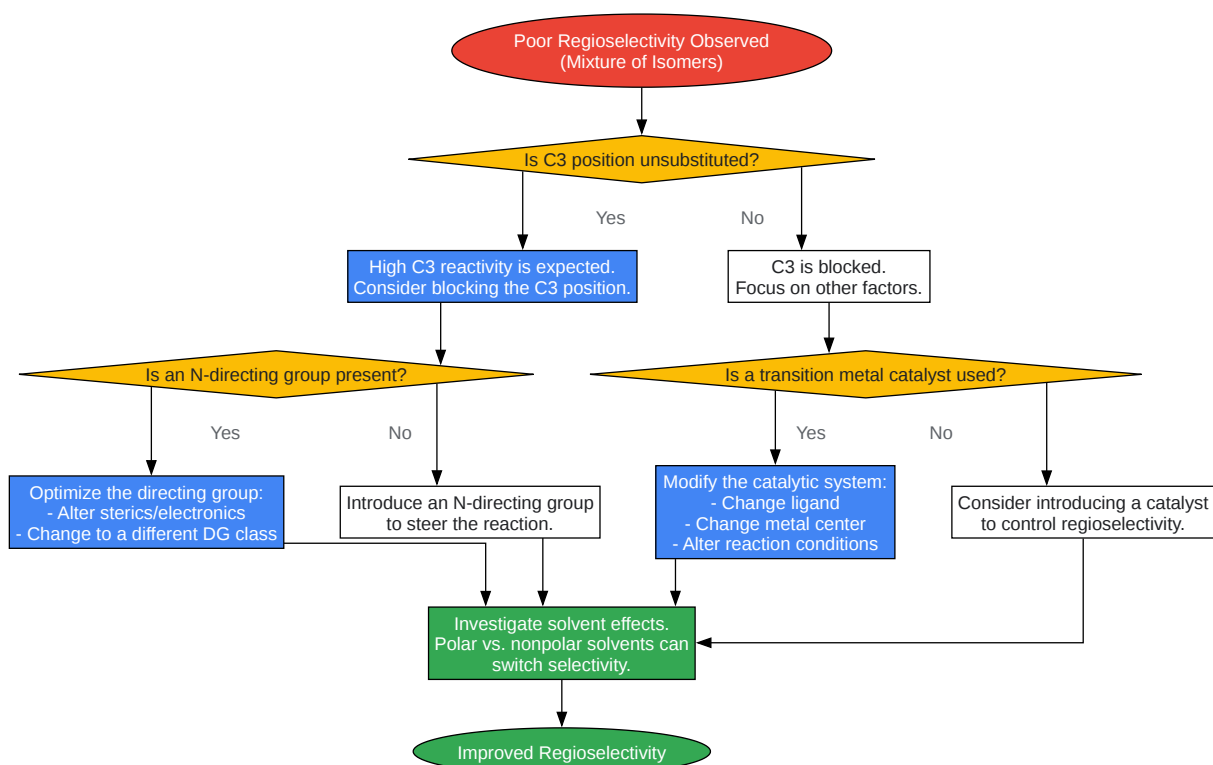 Poor Regioselectivity Observed
(Mixture of Isomers)
Is C3 position unsubstituted?
Yes
No
High C3 reactivity is expected.
Consider blocking the C3 position.
C3 is blocked.
Focus on other factors.
Is an N-directing group present?
Is a transition metal catalyst used?
Yes
No
Yes
No
Optimize the directing group:
- Alter sterics/electronics
- Change to a different DG class
Introduce an N-directing group
to steer the reaction.
Modify the catalytic system:
- Change ligand
- Change metal center
- Alter reaction conditions
Consider introducing a catalyst
to control regioselectivity.
Investigate solvent effects.
Polar vs. nonpolar solvents can
switch selectivity.
Improved Regioselectivity